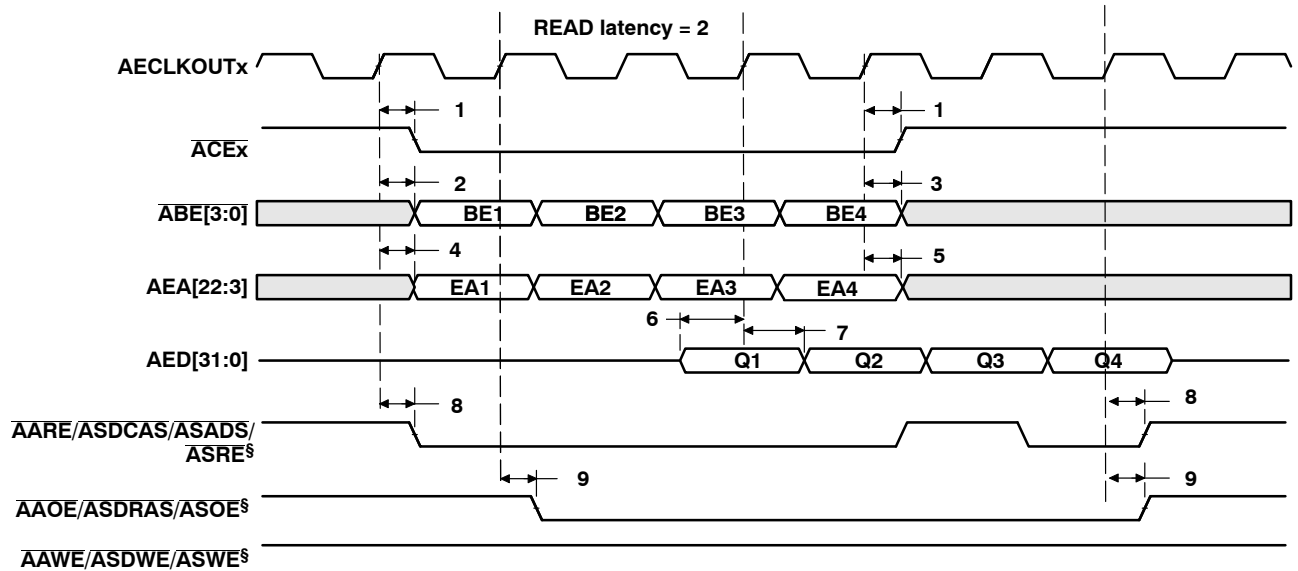 READ latency = 2
AECLKOUTx
1 1
ACEx
2 3
ABE[3:0] BE1 BE2 BE3 BE4
4 5
AEA[22:3] EA1 EA2 EA3 EA4
6 7
AED[31:0] Q1 Q2 Q3 Q4
8 8
AARE/ASDCAS/ASADS/
ASRE§
9 9
AAOE/ASDRAS/ASOE§
AAWE/ASDWE/ASWE§